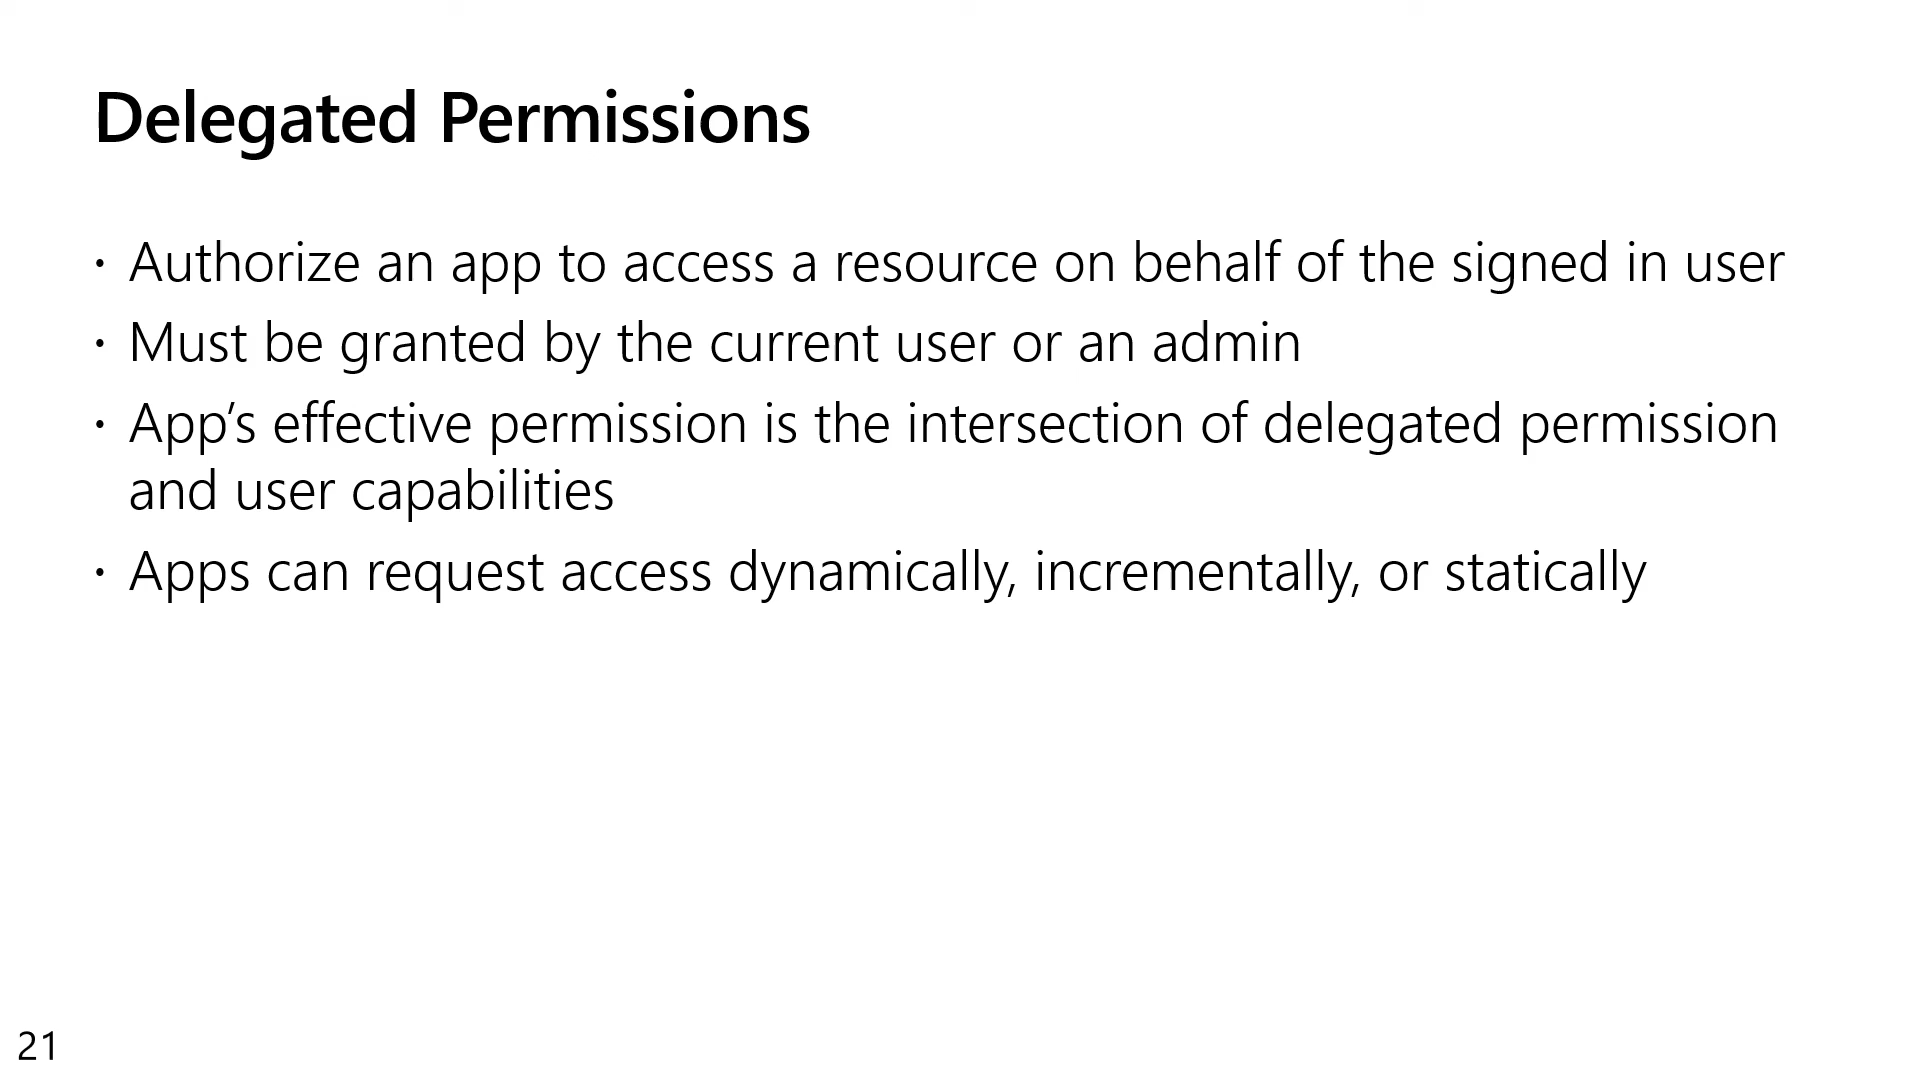 Delegated Permissions
· Authorize an app to access a resource on behalf of the signed in user
· Must be granted by the current user or an admin
· App’s effective permission is the intersection of delegated permission
and user capabilities
· Apps can request access dynamically, incrementally, or statically
21